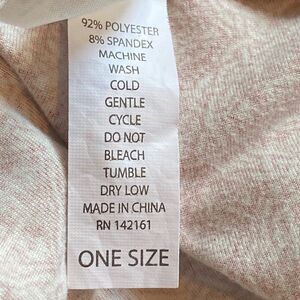 92% POLYESTER
8% SPANDEX
MACHINE
WASH
COLD
GENTLE
CYCLE
DO NOT
BLEACH
TUMBLE
DRY LOW
MADE IN CHINA
RN 142161
ONE SIZE